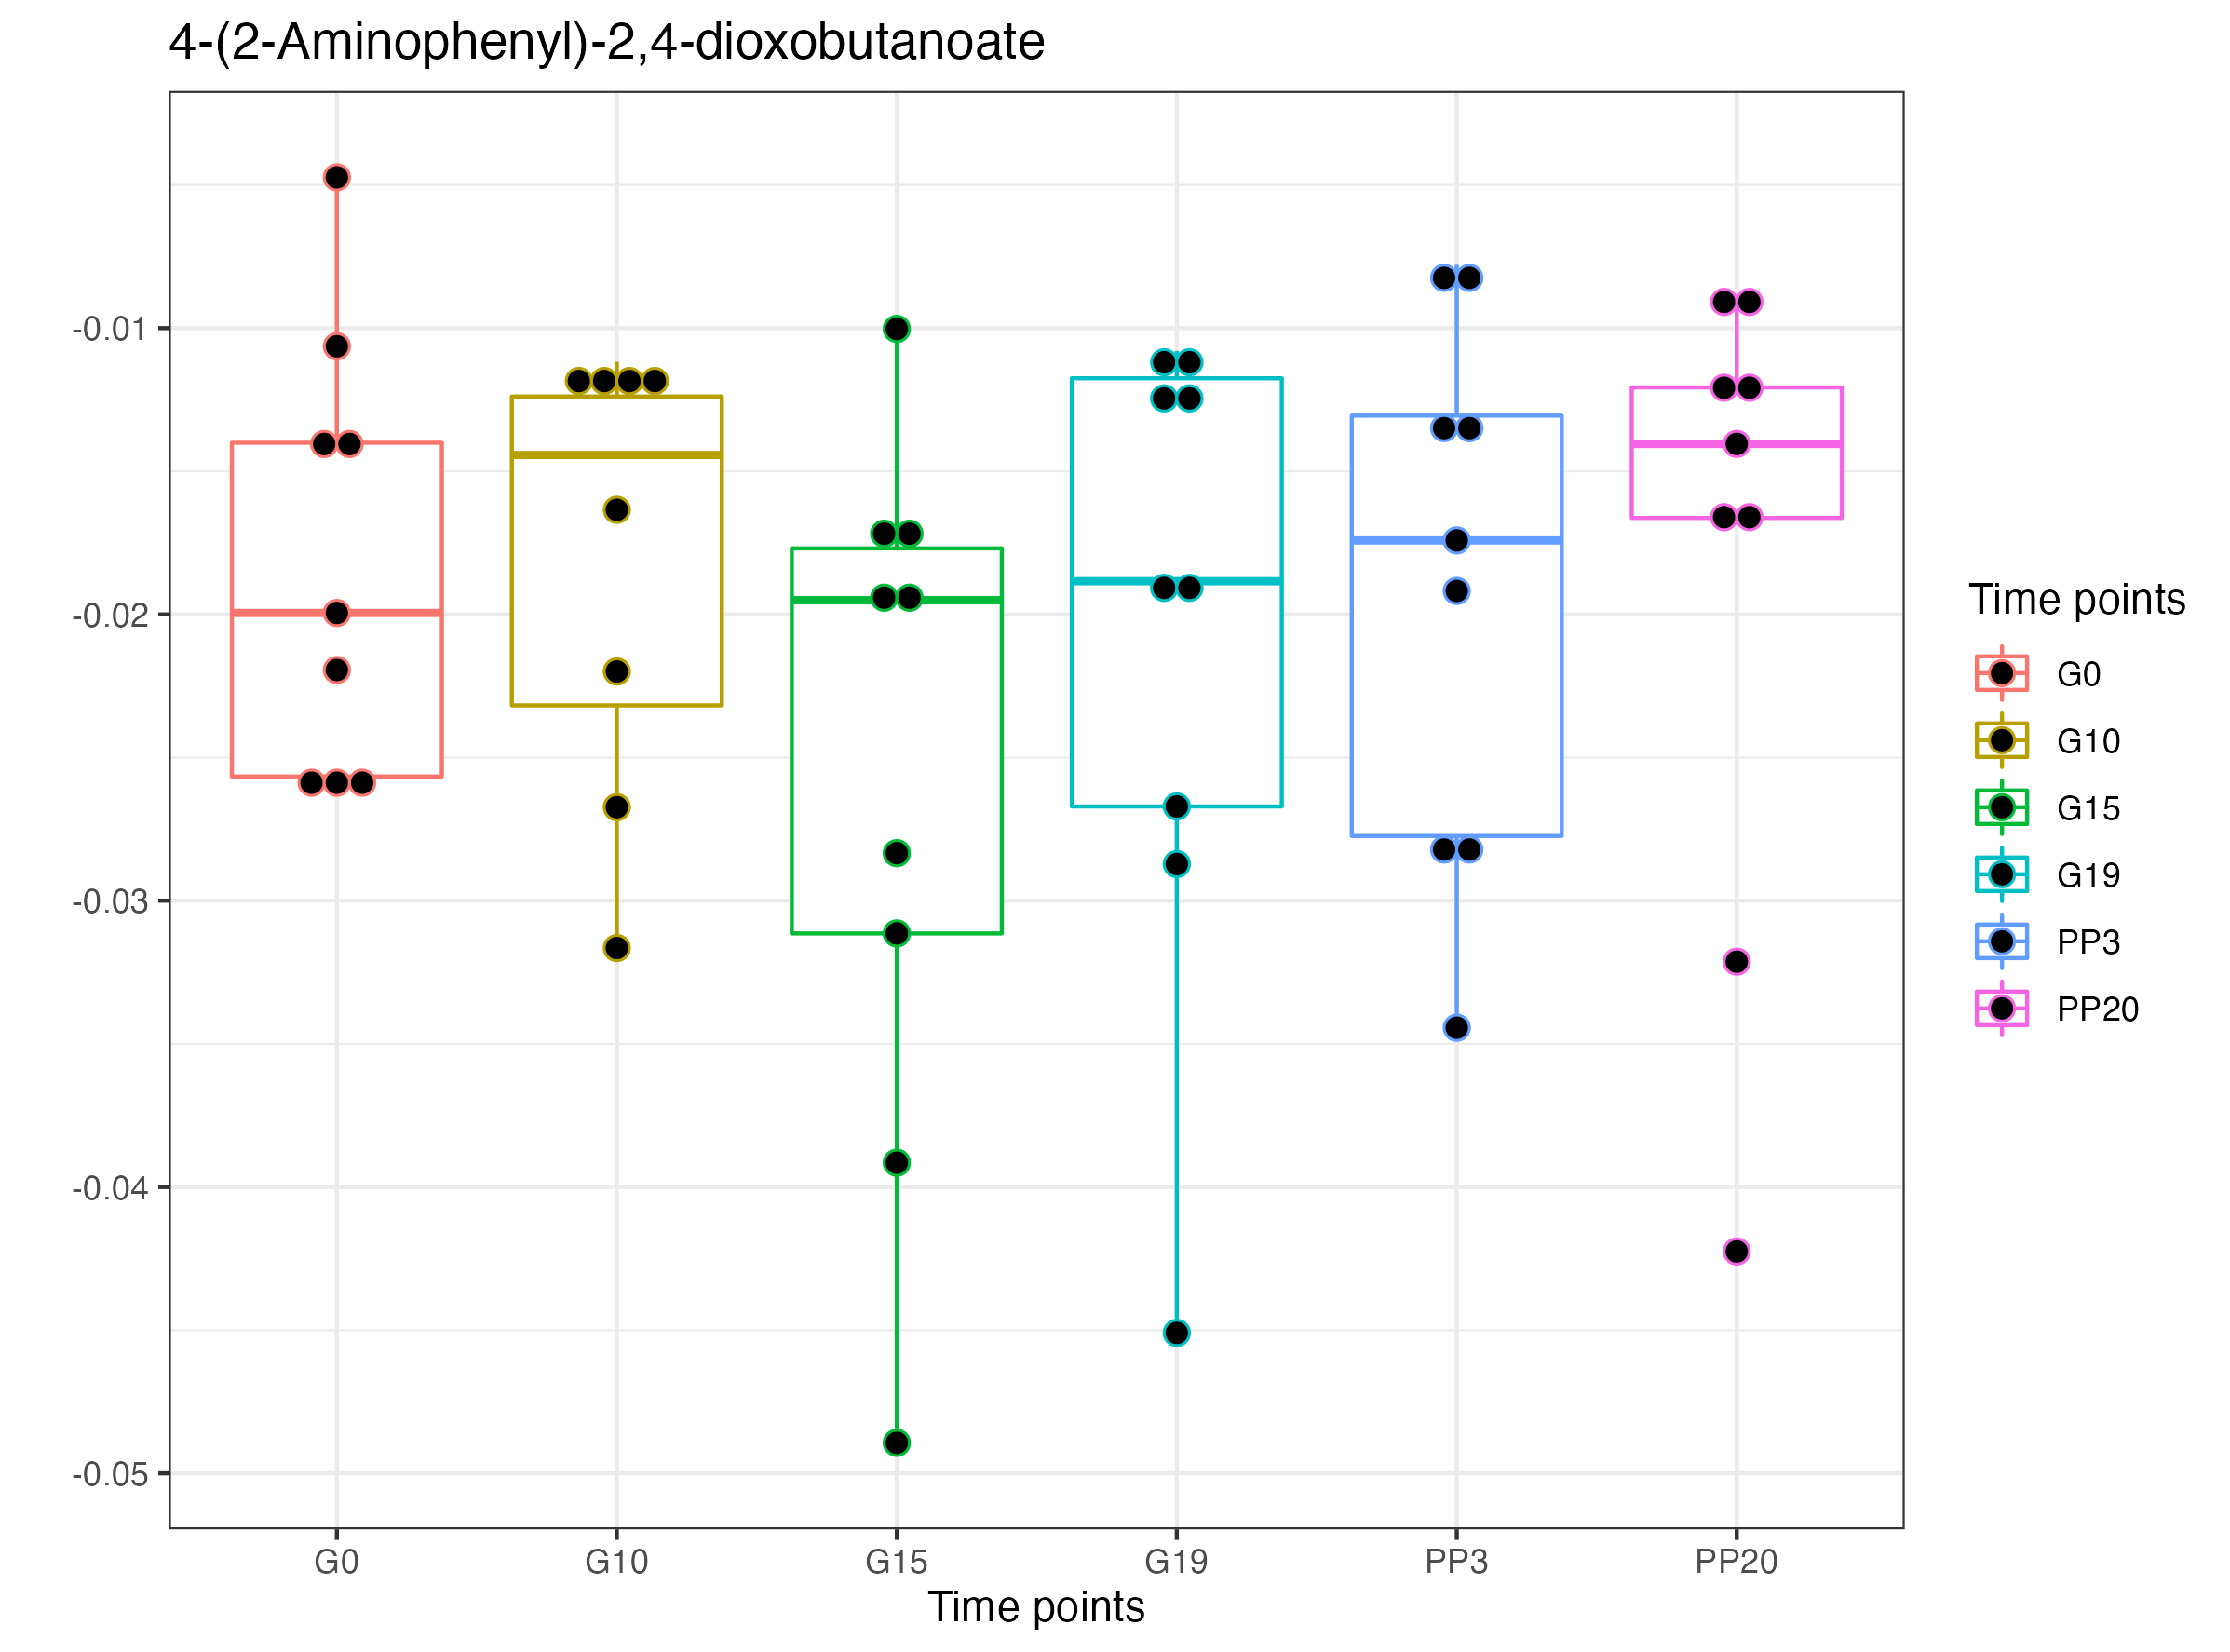 4-(2-Aminophenyl)-2,4-dioxobutanoate
-0.01
-0.02
-0.03
-0.04
-0.05
G0 G10 G15 G19 PP3 PP20
Time points
Time points
G0
G10
G15
G19
PP3
PP20